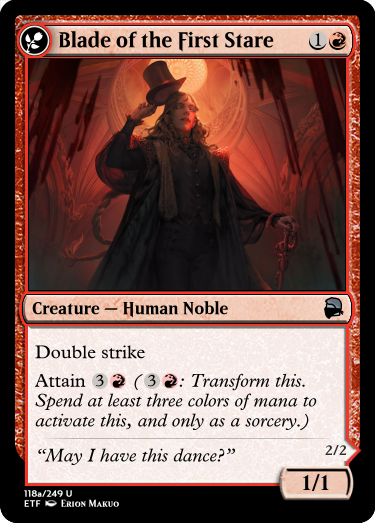 Blade of the First Stare 1
Creature — Human Noble
Double strike
Attain 3 (3: Transform this.
Spend at least three colors of mana to
activate this, and only as a sorcery.)
2/2
“May I have this dance?”
1/1
118a/249 U
ETF Erion Makuo